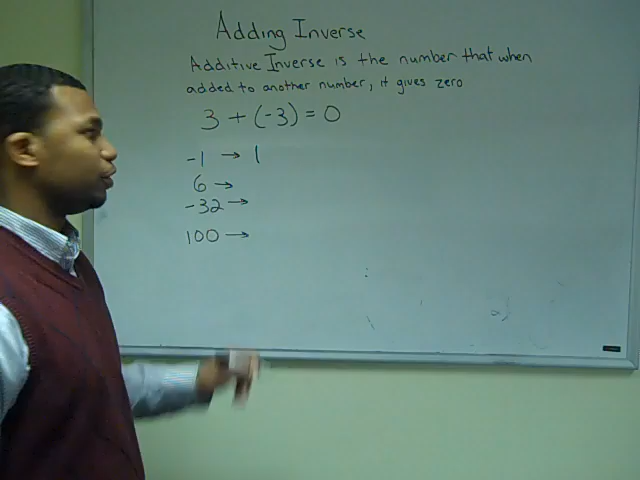 Adding Inverse
Additive Inverse is the number that when
added to another number, it gives zero
3 + (-3) = 0
-1 → 1
6 →
-32 →
100 →